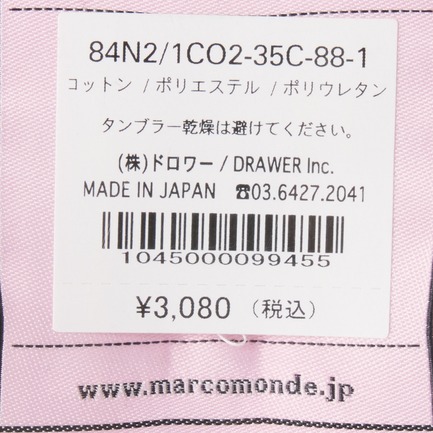 84N2/1CO2-35C-88-1
コットン /ポリエステル /ポリウレタン
タンブラー乾燥は避けてください。
(株)ドロワー/DRAWER Inc.
MADE IN JAPAN ☎03.6427.2041
1045000099455
¥3,080 (税込)
www.marcomonde.jp